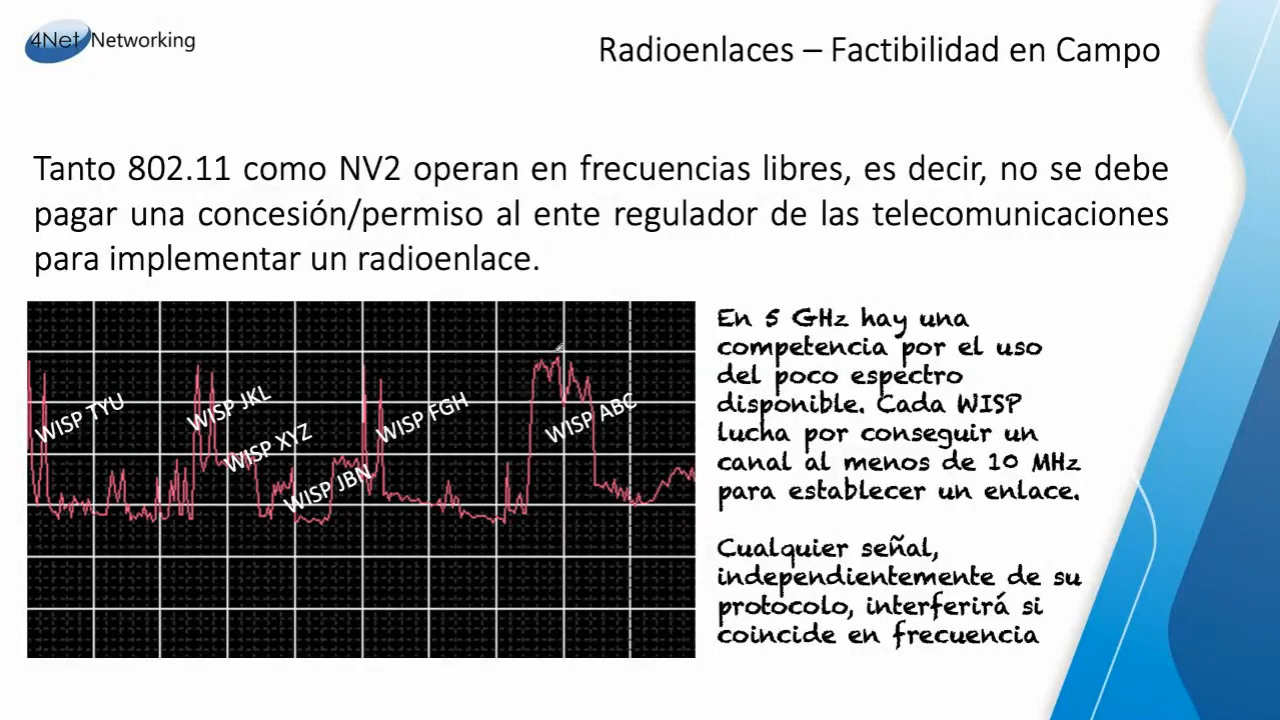 4Net Networking
Radioenlaces – Factibilidad en Campo
Tanto 802.11 como NV2 operan en frecuencias libres, es decir, no se debe
pagar una concesión/permiso al ente regulador de las telecomunicaciones
para implementar un radioenlace.
WISP TYU
WISP JKL
WISP XYZ
WISP JBN
WISP FGH
WISP ABC
En 5 GHz hay una
competencia por el uso
del poco espectro
disponible. Cada WISP
lucha por conseguir un
canal al menos de 10 MHz
para establecer un enlace.
Cualquier señal,
independientemente de su
protocolo, interferirá si
coincide en frecuencia